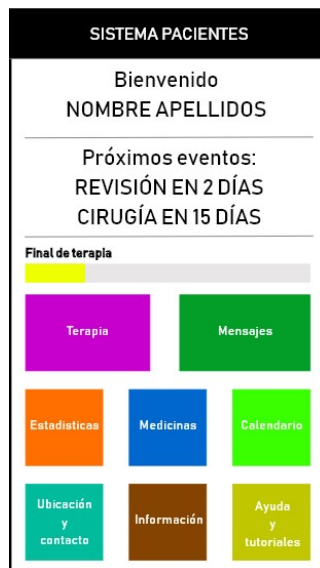 SISTEMA PACIENTES
Bienvenido
NOMBRE APELLIDOS
Próximos eventos:
REVISIÓN EN 2 DÍAS
CIRUGÍA EN 15 DÍAS
Final de terapia
Terapia
Mensajes
Estadisticas
Medicinas
Calendario
Ubicación
y
contacto
Información
Ayuda
y
tutoriales